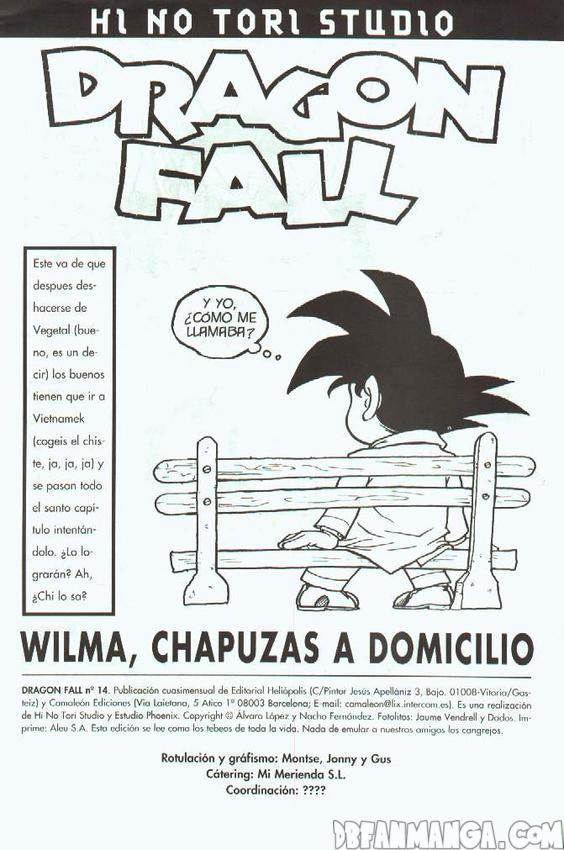 HI NO TORI STUDIO
DRAGON
FALL
Este va de que
despues des-
hacerse de
Vegetal (bue-
no, es un de-
cir) los buenos
tienen que ir a
Vietnamek
(cogeis el chis-
te, ja, ja, ja) y
se pasan todo
el santo capí-
tulo intentán-
dolo. ¿Lo lo-
grarán? Ah,
¿Chi lo sa?
Y YO,
¿CÓMO ME
LLAMABA?
WILMA, CHAPUZAS A DOMICILIO
DRAGON FALL nº 14. Publicación cuasimensual de Editorial Heliópolis (C/Pintor Jesús Apellániz 3, Bajo. 01008-Vitoria/Gas-
teiz) y Camaleón Ediciones (Via Laietana, 5 Atico 1º 08003 Barcelona; E-mail: camaleon@lix.intercom.es). Es una realización
de Hi No Tori Studio y Estudio Phoenix. Copyright © Álvaro López y Nacho Fernández. Fotolitos: Jaume Vendrell y Dados. Im-
prime: Aleu S.A. Esta edición se lee como los tebeos de toda la vida. Nada de emular a nuestros amigos los cangrejos.
Rotulación y grafismo: Montse, Jonny y Gus
Cátering: Mi Merienda S.L.
Coordinación: ????
DBFANMANGA.COM